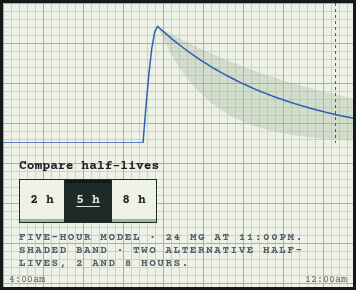 Compare half-lives
2 h 5 h 8 h
FIVE-HOUR MODEL · 24 MG AT 11:00PM.
SHADED BAND · TWO ALTERNATIVE HALF-
LIVES, 2 AND 8 HOURS.
4:00am 12:00am